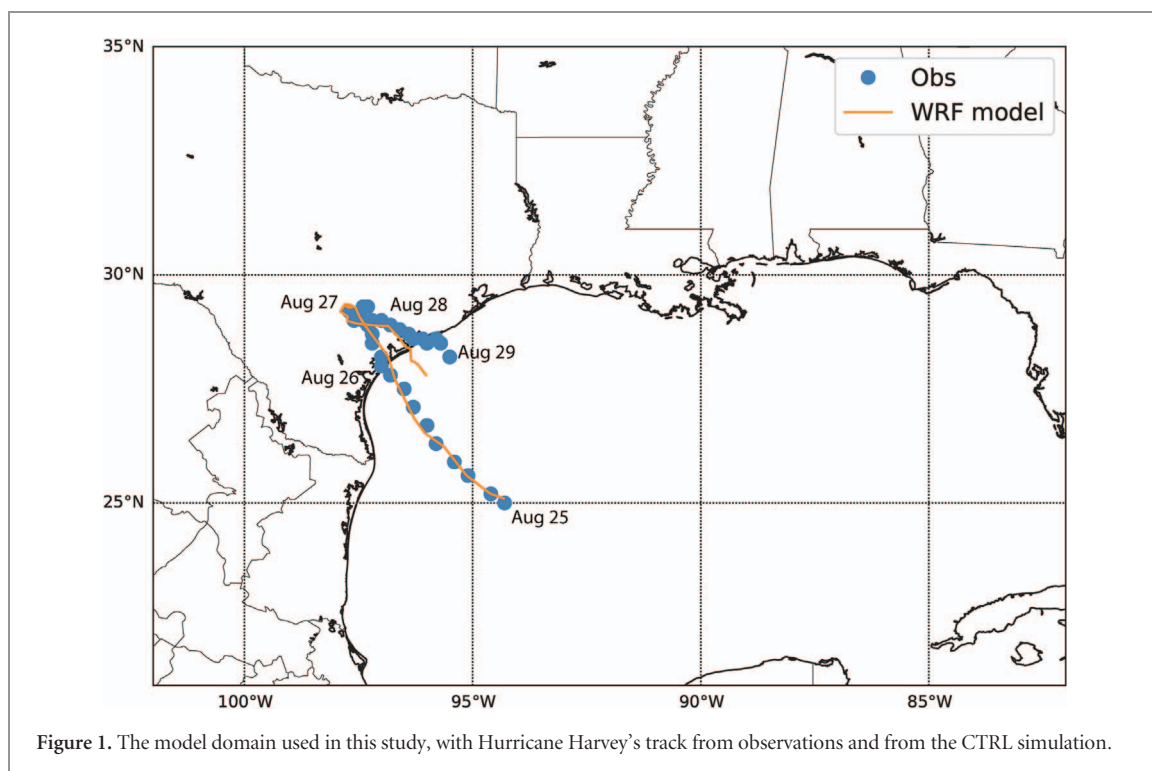 35°N
Obs
WRF model
30°N
Aug 27
Aug 28
Aug 29
Aug 26
25°N
Aug 25
100°W
95°W
90°W
85°W
Figure 1. The model domain used in this study, with Hurricane Harvey's track from observations and from the CTRL simulation.